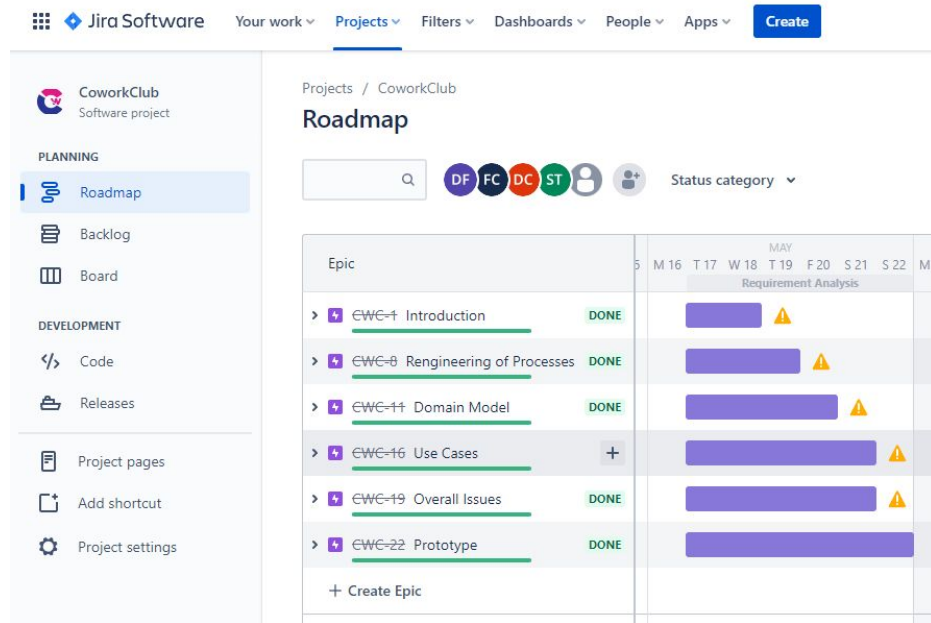 Jira Software Your work Projects Filters Dashboards People Apps Create
CoworkClub
Software project
PLANNING
Roadmap
Backlog
Board
DEVELOPMENT
Code
Releases
Project pages
Add shortcut
Project settings
Projects / CoworkClub
Roadmap
DF FC DC ST Status category
MAY
Epic 5 M 16 T 17 W 18 T 19 F 20 S 21 S 22 M
Requirement Analysis
CWC-1 Introduction DONE
CWC-8 Rengineering of Processes DONE
CWC-11 Domain Model DONE
CWC-16 Use Cases +
CWC-19 Overall Issues DONE
CWC-22 Prototype DONE
+ Create Epic